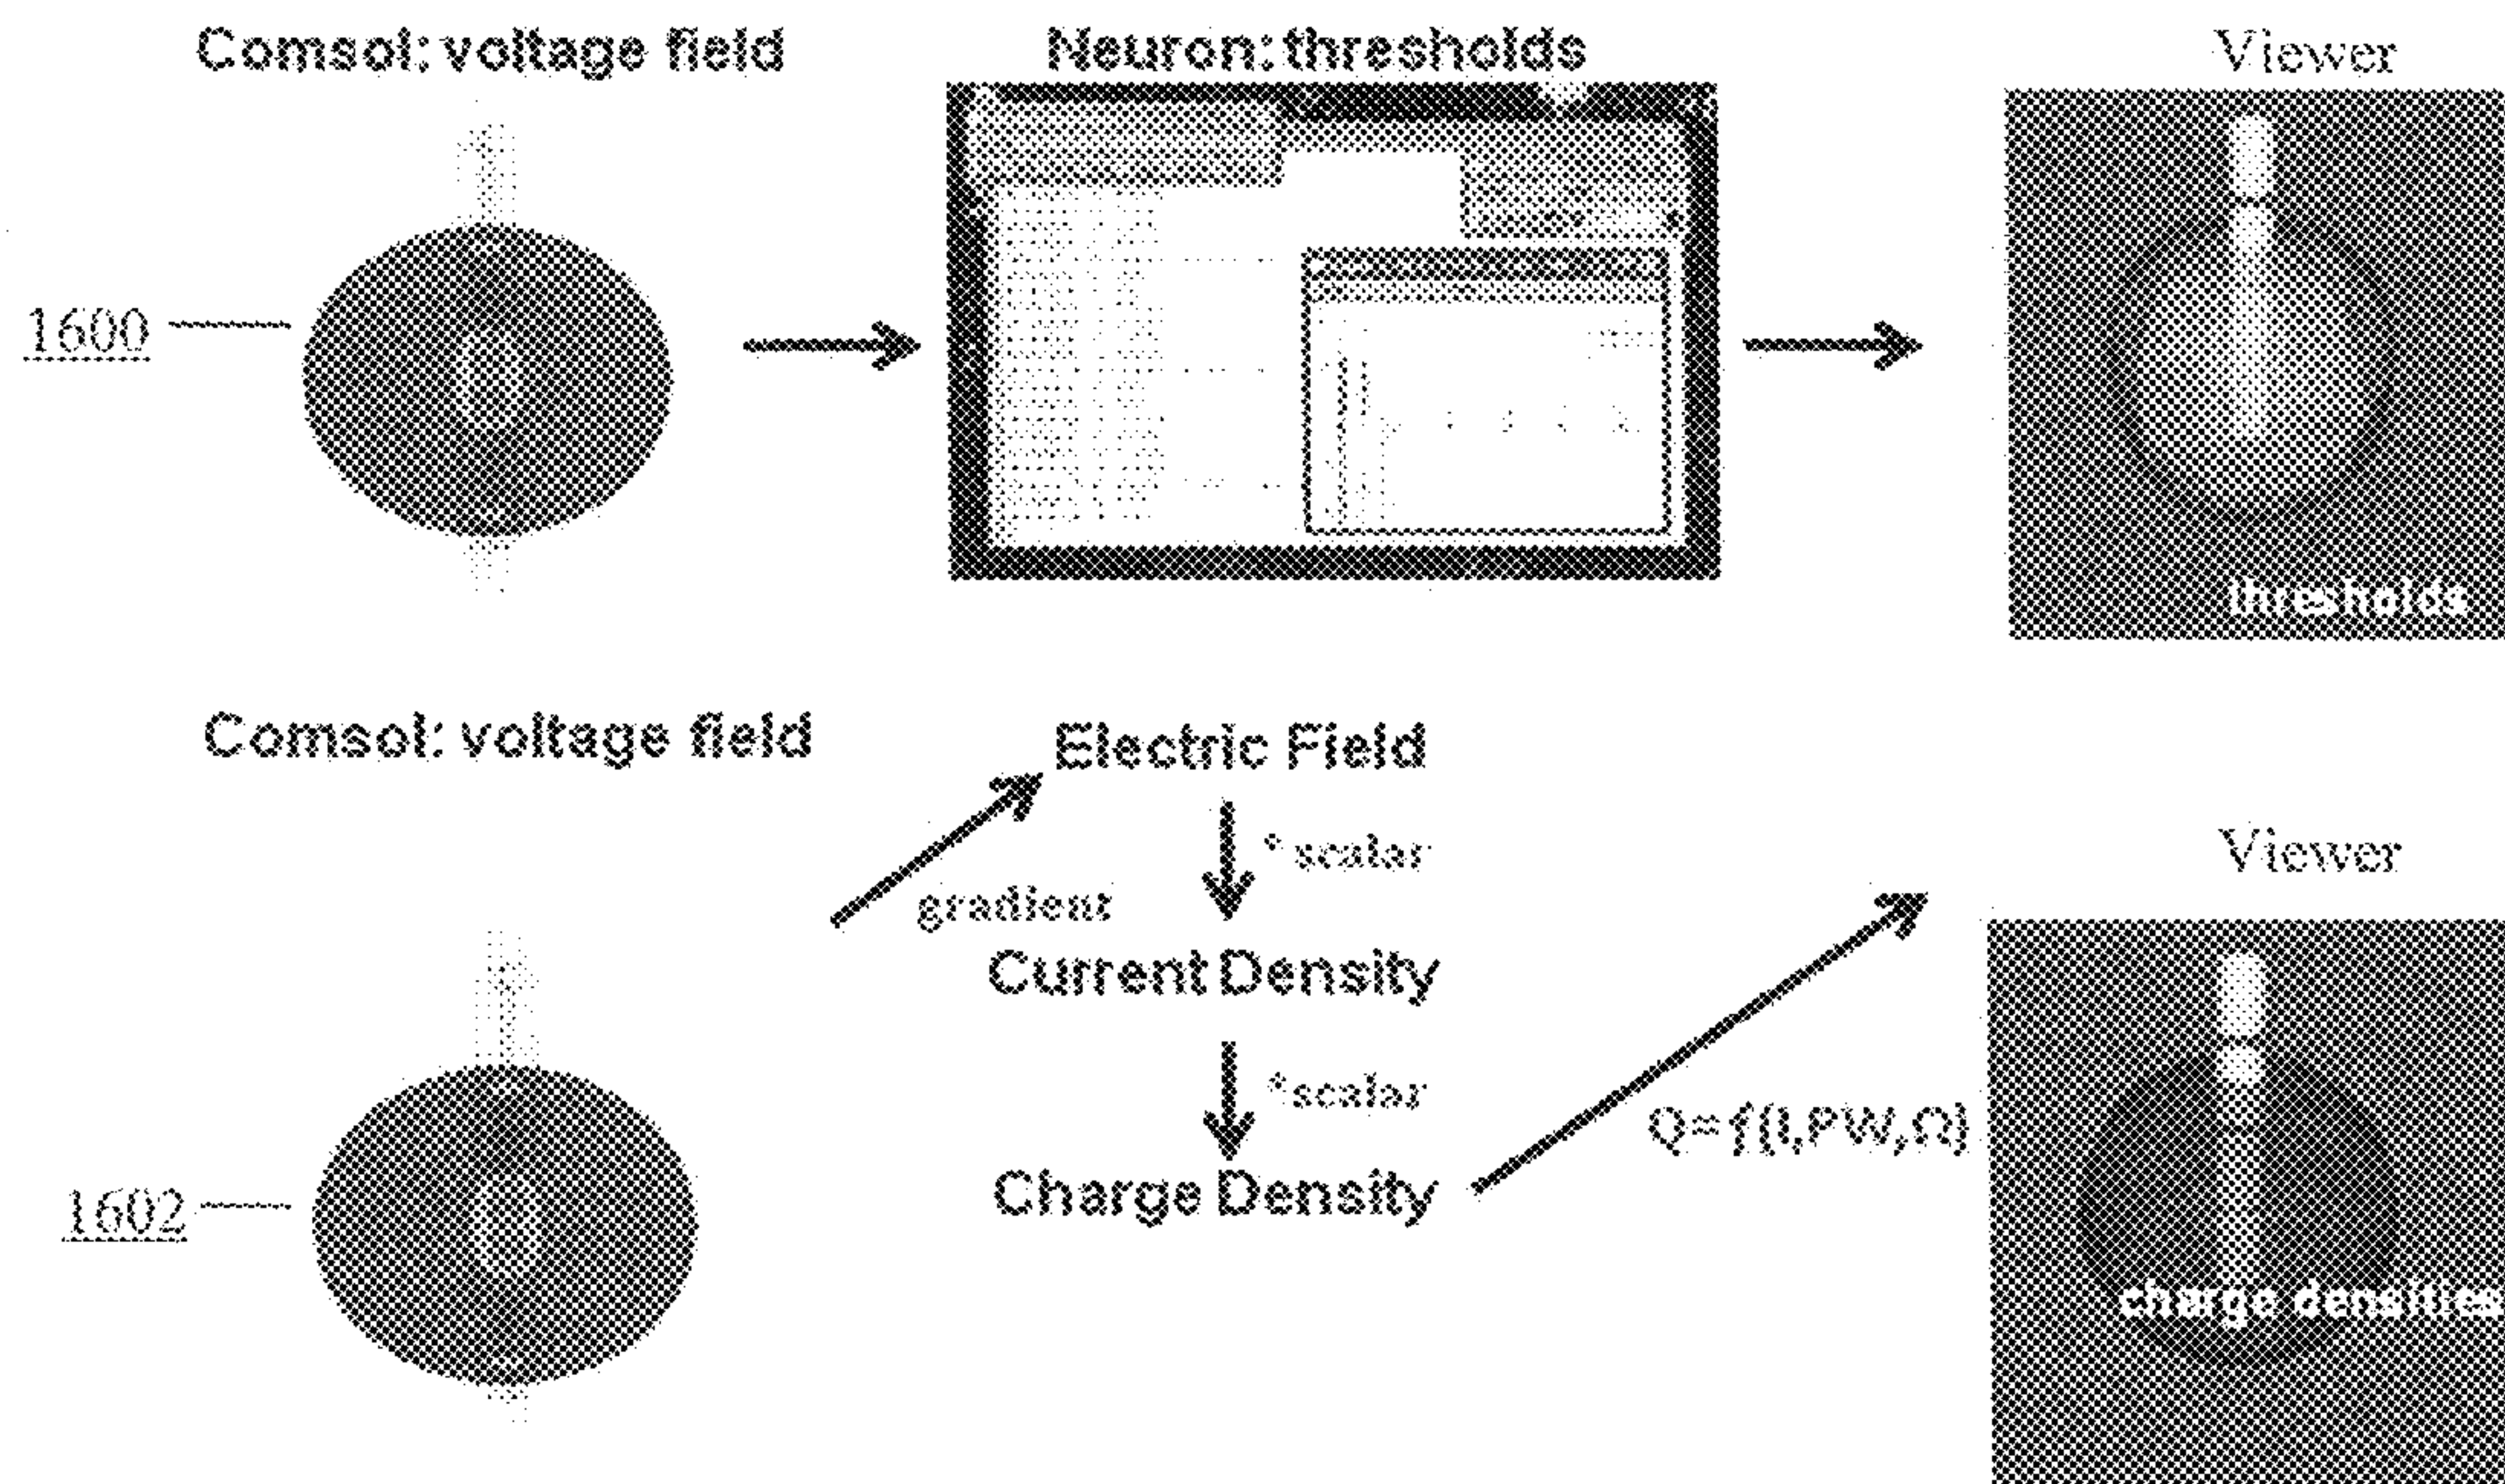 Comsol: voltage field
Neuron: thresholds
Viewer
1600
thresholds
Comsol: voltage field
Electric Field
Viewer
* scalar
gradient
Current Density
*scalar
Q=f(I,PW,Ω)
Charge Density
1602
charge densities